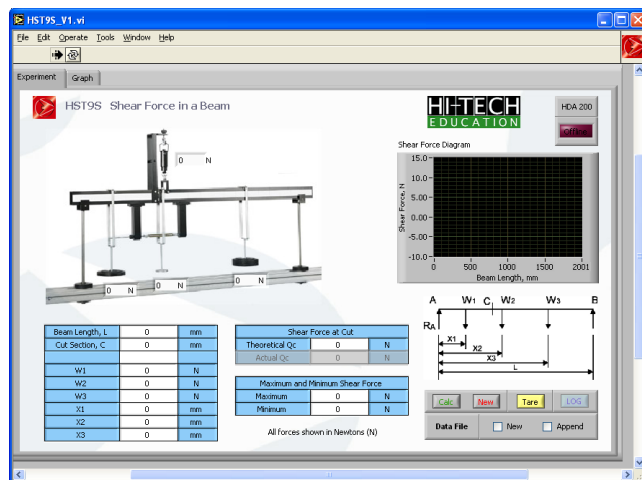 HST9S_V1.vi
File Edit Operate Tools Window Help
Experiment Graph
HST9S Shear Force in a Beam
HI-TECH
EDUCATION
HDA 200
Offline
0 N
Shear Force Diagram
Shear Force, N
15.0
10.0
5.00
0.00
-5.00
-10.0
0 500 1000 1500 2001
Beam Length, mm
0 N
0 N
0 N
A W1 C W2 W3 B
RA
X1
X2
X3
L
Beam Length, L 0 mm
Cut Section, C 0 mm
W1 0 N
W2 0 N
W3 0 N
X1 0 mm
X2 0 mm
X3 0 mm
Shear Force at Cut
Theoretical Qc 0 N
Actual Qc 0 N
Maximum and Minimum Shear Force
Maximum 0 N
Minimum 0 N
All forces shown in Newtons (N)
Calc New Tare LOG
Data File New Append